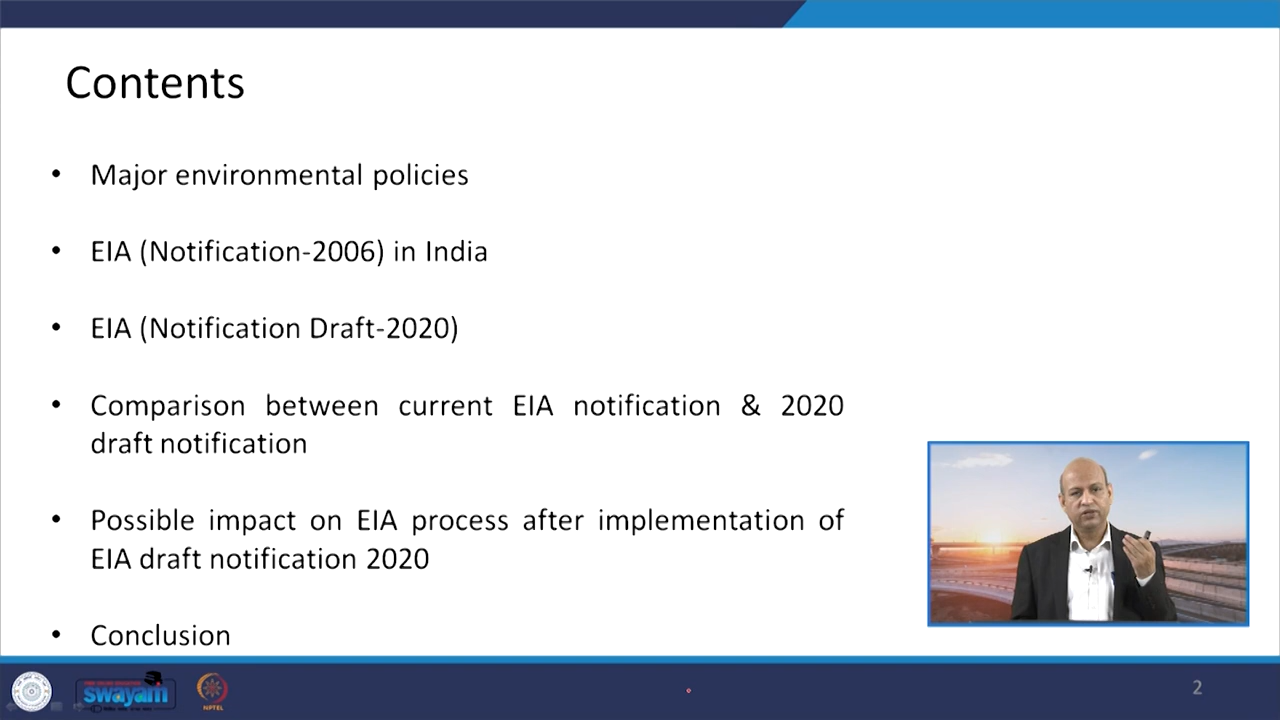 Contents
• Major environmental policies
• EIA (Notification-2006) in India
• EIA (Notification Draft-2020)
• Comparison between current EIA notification & 2020
draft notification
• Possible impact on EIA process after implementation of
EIA draft notification 2020
• Conclusion
swayam
NPTEL
2